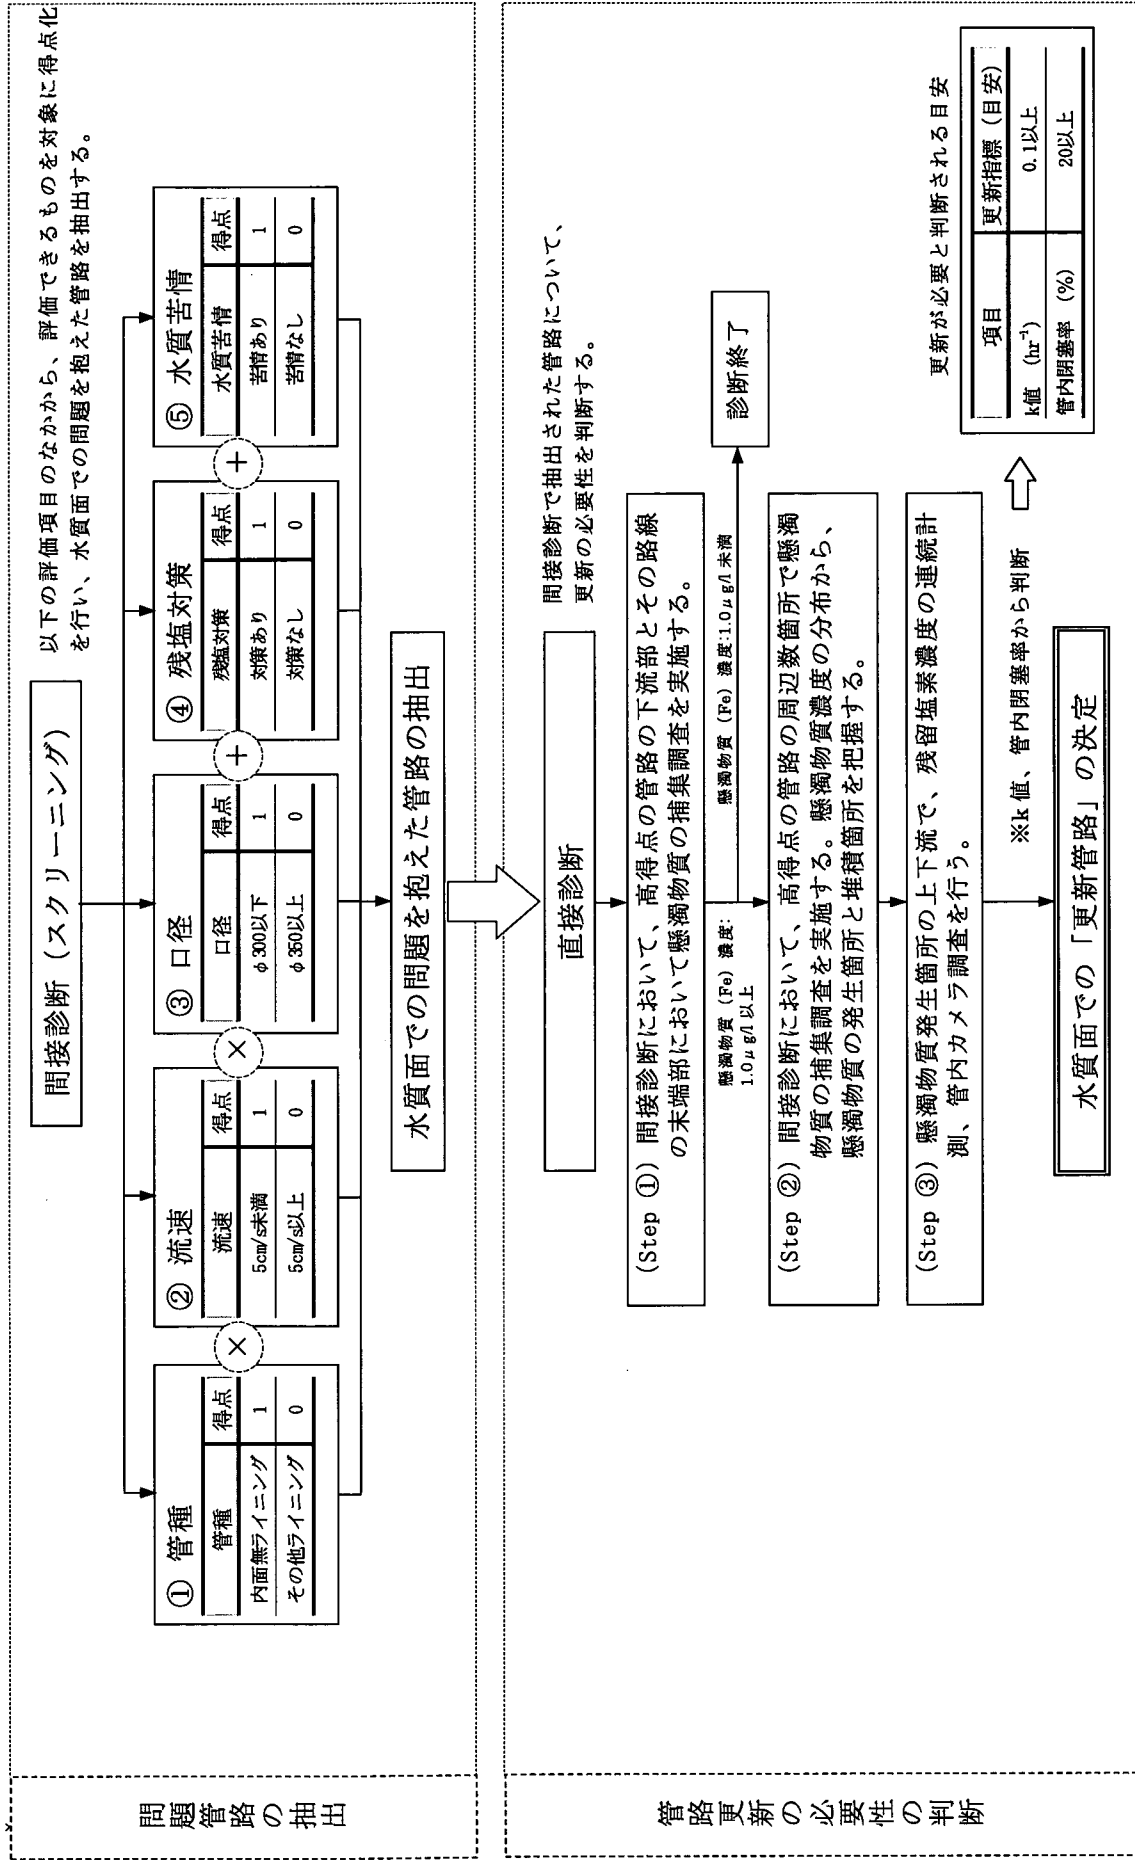 問題管路の抽出
間接診断（スクリーニング）
以下の評価項目のなかから、評価できるものを対象に得点化
を行い、水質面での問題を抱えた管路を抽出する。
① 管種
管種 得点
内面無ライニング 1
その他ライニング 0
×
② 流速
流速 得点
5cm/s未満 1
5cm/s以上 0
×
③ 口径
口径 得点
φ300以下 1
φ350以上 0
+
④ 残塩対策
残塩対策 得点
対策あり 1
対策なし 0
+
⑤ 水質苦情
水質苦情 得点
苦情あり 1
苦情なし 0
水質面での問題を抱えた管路の抽出
管路更新の必要性の判断
直接診断
間接診断で抽出された管路について、
更新の必要性を判断する。
(Step ①) 間接診断において、高得点の管路の下流部とその路線
の末端部において懸濁物質の捕集調査を実施する。
懸濁物質（Fe）濃度:
1.0μg/l 以上
懸濁物質（Fe）濃度:1.0μg/l 未満
診断終了
(Step ②) 間接診断において、高得点の管路の周辺数箇所で懸濁
物質の捕集調査を実施する。懸濁物質濃度の分布から、
懸濁物質の発生箇所と堆積箇所を把握する。
(Step ③) 懸濁物質発生箇所の上下流で、残留塩素濃度の連続計
測、管内カメラ調査を行う。
※k 値、管内閉塞率から判断
更新が必要と判断される目安
項目 更新指標（目安）
k値 (hr⁻¹) 0.1以上
管内閉塞率 (%) 20以上
水質面での「更新管路」の決定